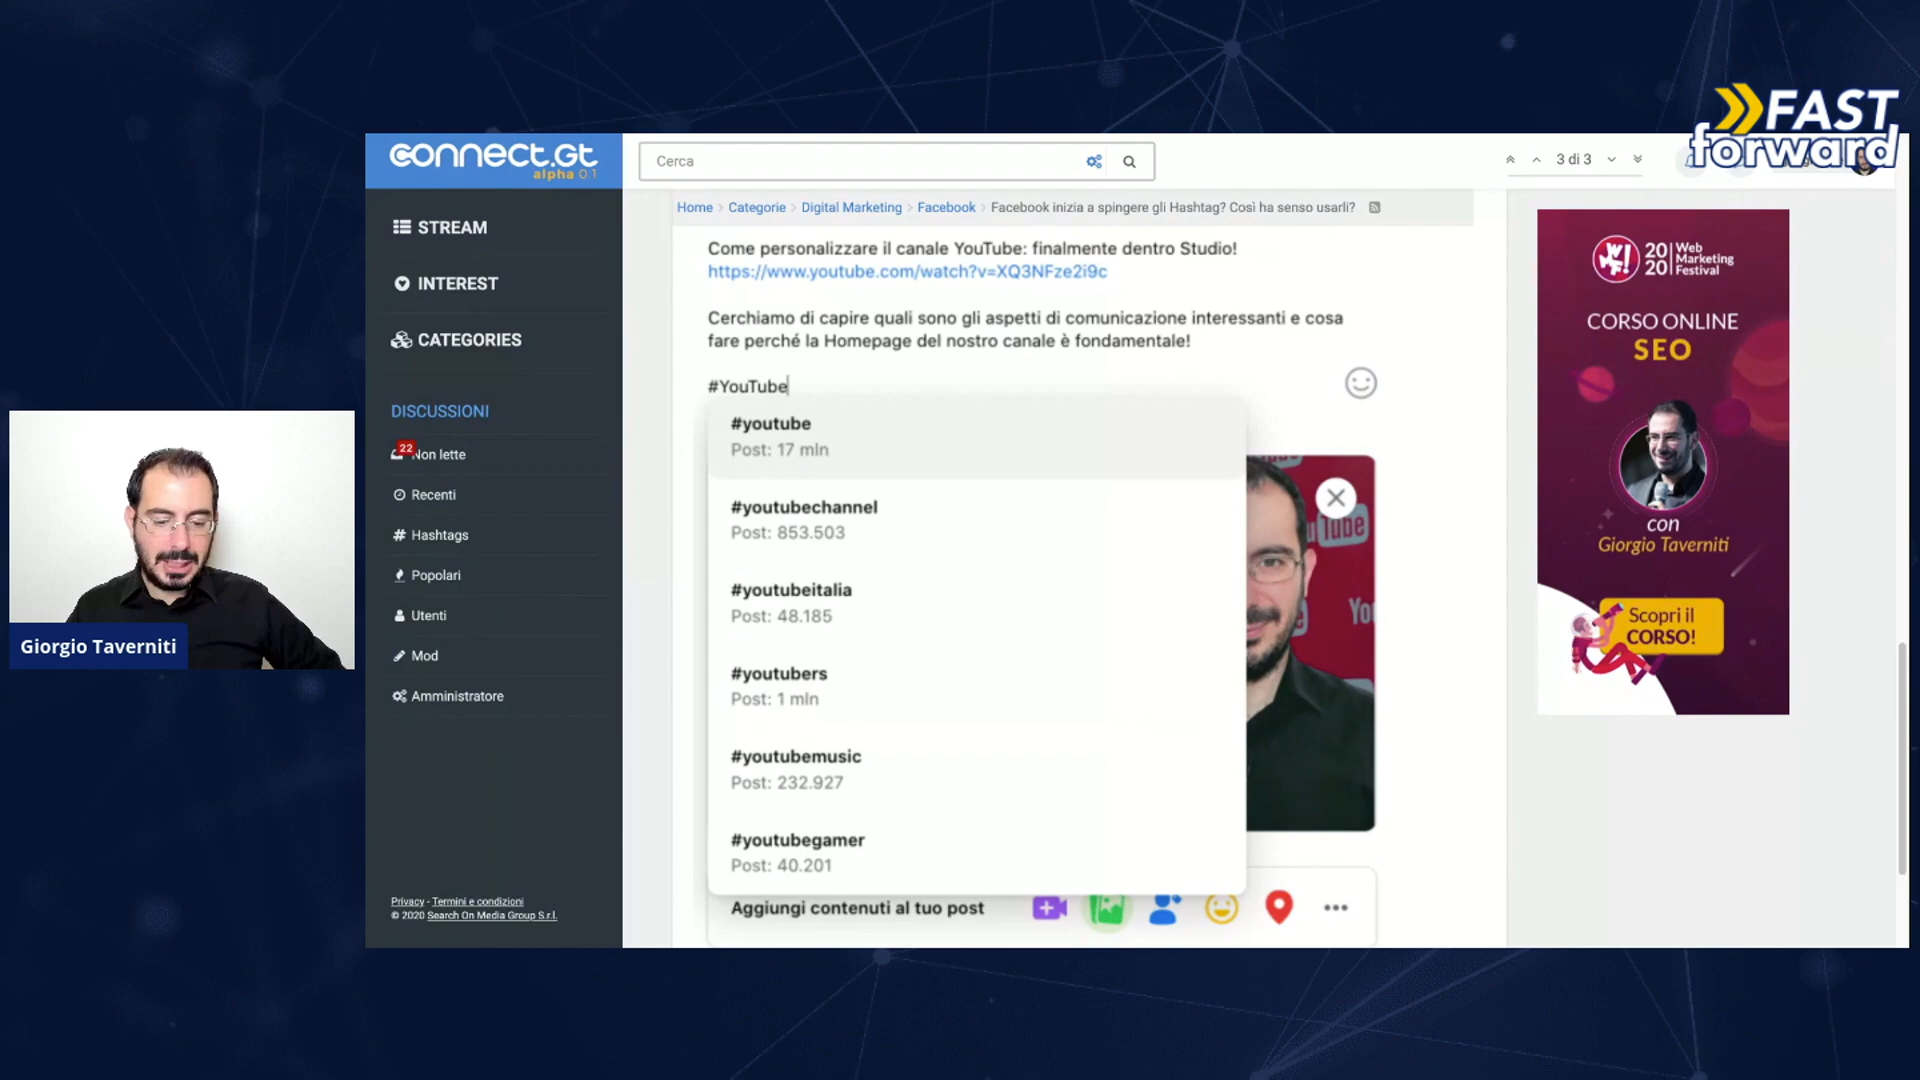 FAST
forward
connect.gt
alpha 0.1
Cerca
3 di 3
STREAM
INTEREST
CATEGORIES
DISCUSSIONI
22
Non lette
Recenti
# Hashtags
Popolari
Utenti
Mod
Amministratore
Privacy - Termini e condizioni
© 2020 Search On Media Group S.r.l.
Home > Categorie > Digital Marketing > Facebook > Facebook inizia a spingere gli Hashtag? Così ha senso usarli?
Come personalizzare il canale YouTube: finalmente dentro Studio!
https://www.youtube.com/watch?v=XQ3NFze2i9c
Cerchiamo di capire quali sono gli aspetti di comunicazione interessanti e cosa
fare perché la Homepage del nostro canale è fondamentale!
#YouTube
#youtube
Post: 17 mln
#youtubechannel
Post: 853.503
#youtubeitalia
Post: 48.185
#youtubers
Post: 1 mln
#youtubemusic
Post: 232.927
#youtubegamer
Post: 40.201
Aggiungi contenuti al tuo post
Tube
You
2020
Web
Marketing
Festival
CORSO ONLINE
SEO
con
Giorgio Taverniti
Scopri il
CORSO!
Giorgio Taverniti